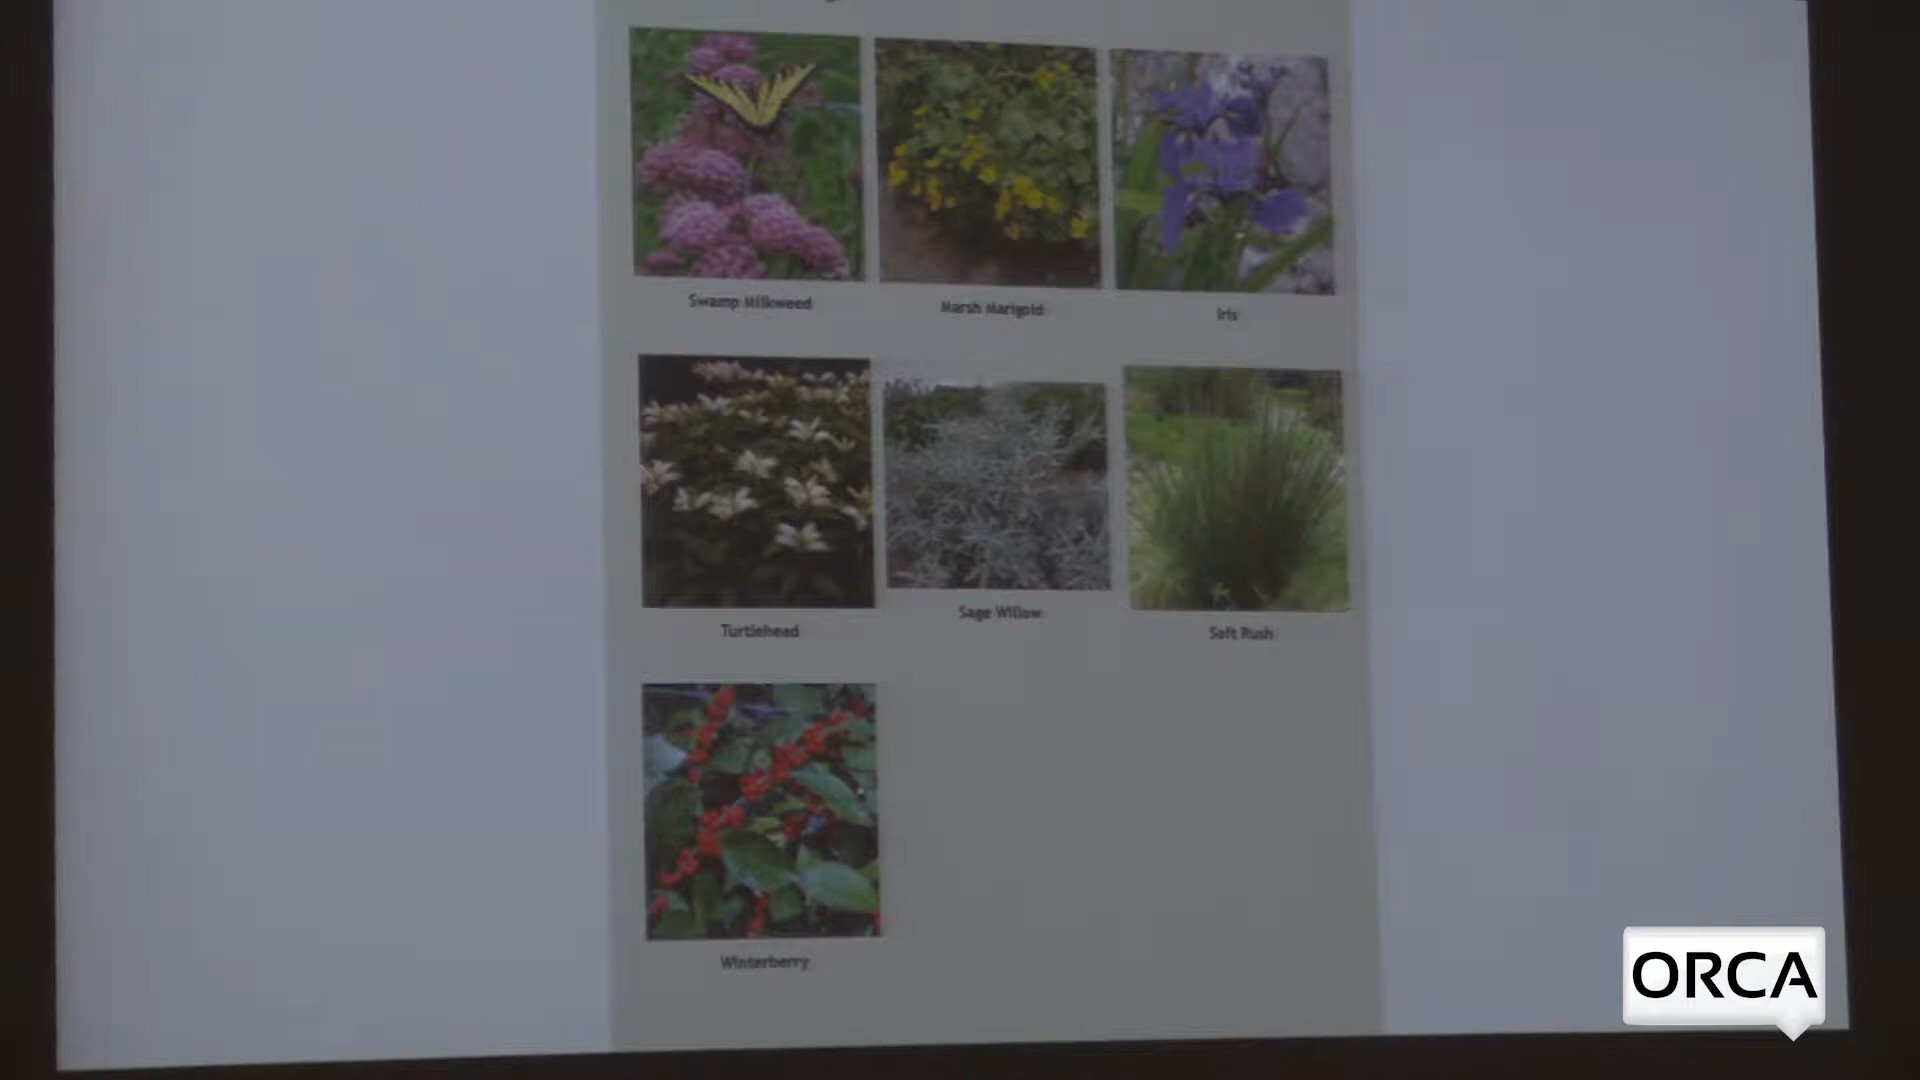 Swamp Milkweed
Marsh Marigold
Iris
Turtlehead
Sage Willow
Soft Rush
Winterberry
ORCA